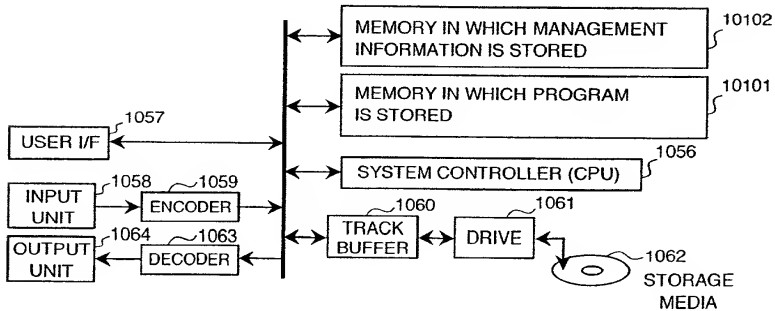 MEMORY IN WHICH MANAGEMENT
INFORMATION IS STORED
10102
MEMORY IN WHICH PROGRAM
IS STORED
10101
1057
USER I/F
1056
SYSTEM CONTROLLER (CPU)
1058
INPUT
UNIT
1059
ENCODER
1060
TRACK
BUFFER
1061
DRIVE
1064
OUTPUT
UNIT
1063
DECODER
1062
STORAGE
MEDIA